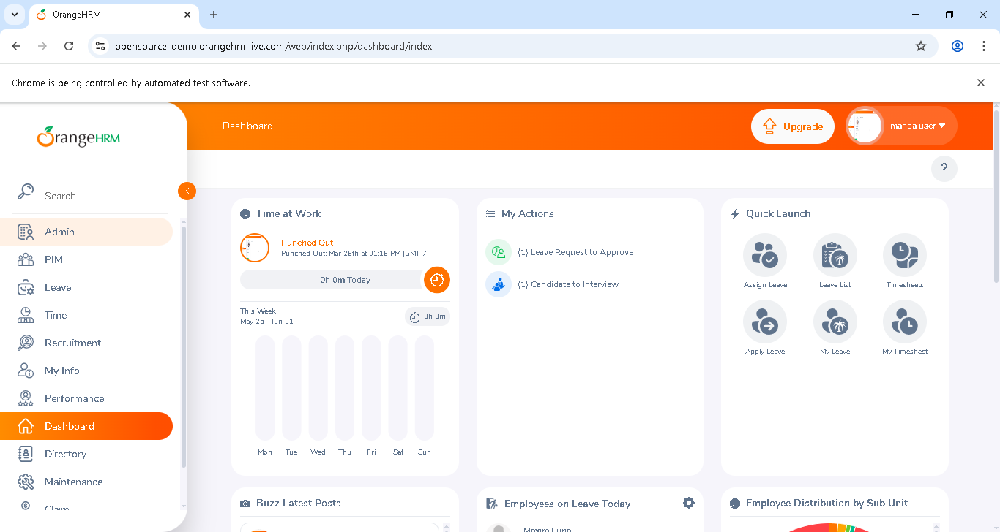 OrangeHRM
opensource-demo.orangehrmlive.com/web/index.php/dashboard/index
Chrome is being controlled by automated test software.
OrangeHRM
Dashboard
Upgrade
manda user
?
Search
Admin
PIM
Leave
Time
Recruitment
My Info
Performance
Dashboard
Directory
Maintenance
Claim
Time at Work
Punched Out
Punched Out: Mar 29th at 01:19 PM (GMT 7)
0h 0m Today
This Week
May 26 - Jun 01
0h 0m
Mon Tue Wed Thu Fri Sat Sun
My Actions
(1) Leave Request to Approve
(1) Candidate to Interview
Quick Launch
Assign Leave Leave List Timesheets
Apply Leave My Leave My Timesheet
Buzz Latest Posts
Employees on Leave Today
Maxim Luna
Employee Distribution by Sub Unit